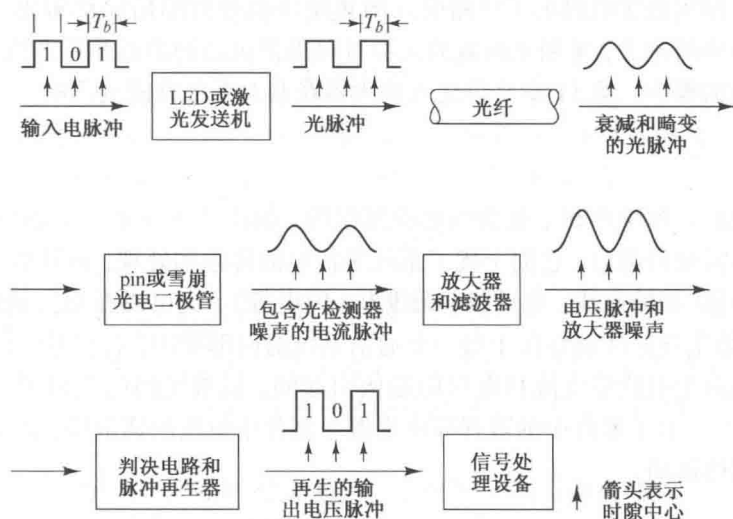 T_b
T_b
1 0
LED或激
光发送机
光纤
输入电脉冲
光脉冲
衰减和畸变
的光脉冲
pin或雪崩
光电二极管
包含光检测器
噪声的电流脉冲
放大器
和滤波器
电压脉冲和
放大器噪声
1 0 1
判决电路和
脉冲再生器
再生的输
出电压脉冲
信号处
理设备
箭头表示
时隙中心